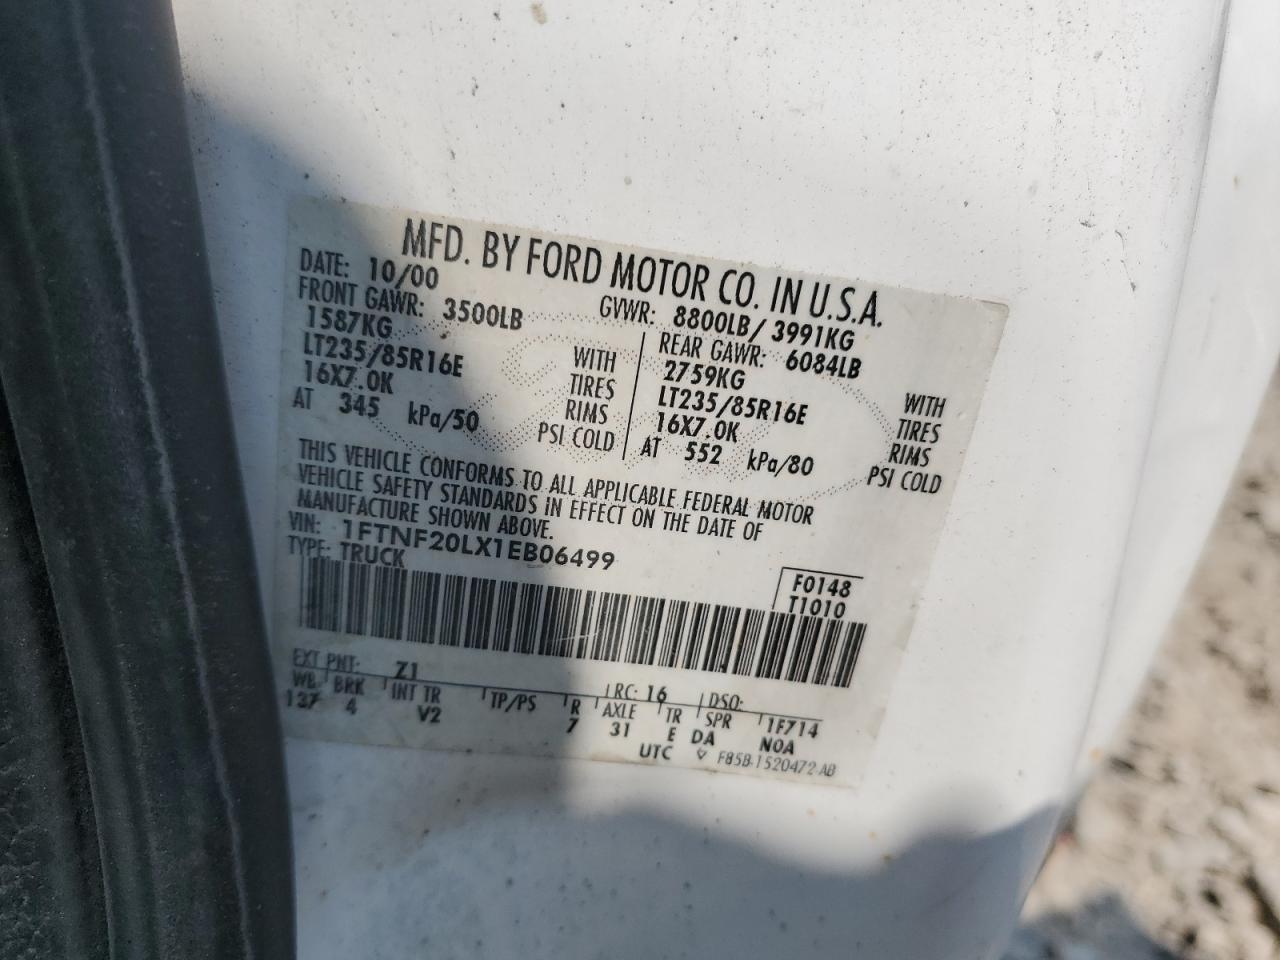 MFD. BY FORD MOTOR CO. IN U.S.A.
DATE: 10/00 GVWR: 8800LB/ 3991KG
FRONT GAWR: 3500LB REAR GAWR: 6084LB
1587KG WITH 2759KG WITH
LT235/85R16E TIRES LT235/85R16E TIRES
16X7.0K RIMS 16X7.0K RIMS
AT 345 kPa/50 PSI COLD AT 552 kPa/80 PSI COLD
THIS VEHICLE CONFORMS TO ALL APPLICABLE FEDERAL MOTOR
VEHICLE SAFETY STANDARDS IN EFFECT ON THE DATE OF
MANUFACTURE SHOWN ABOVE.
VIN: 1FTNF20LX1EB06499
TYPE: TRUCK
F0148
T1010
EXT PNT: Z1 RC: 16 DSO:
WB BRK INT TR TP/PS R AXLE TR SPR 1F714
137 4 V2 7 31 E DA NOA
UTC F85B-1520472-AB